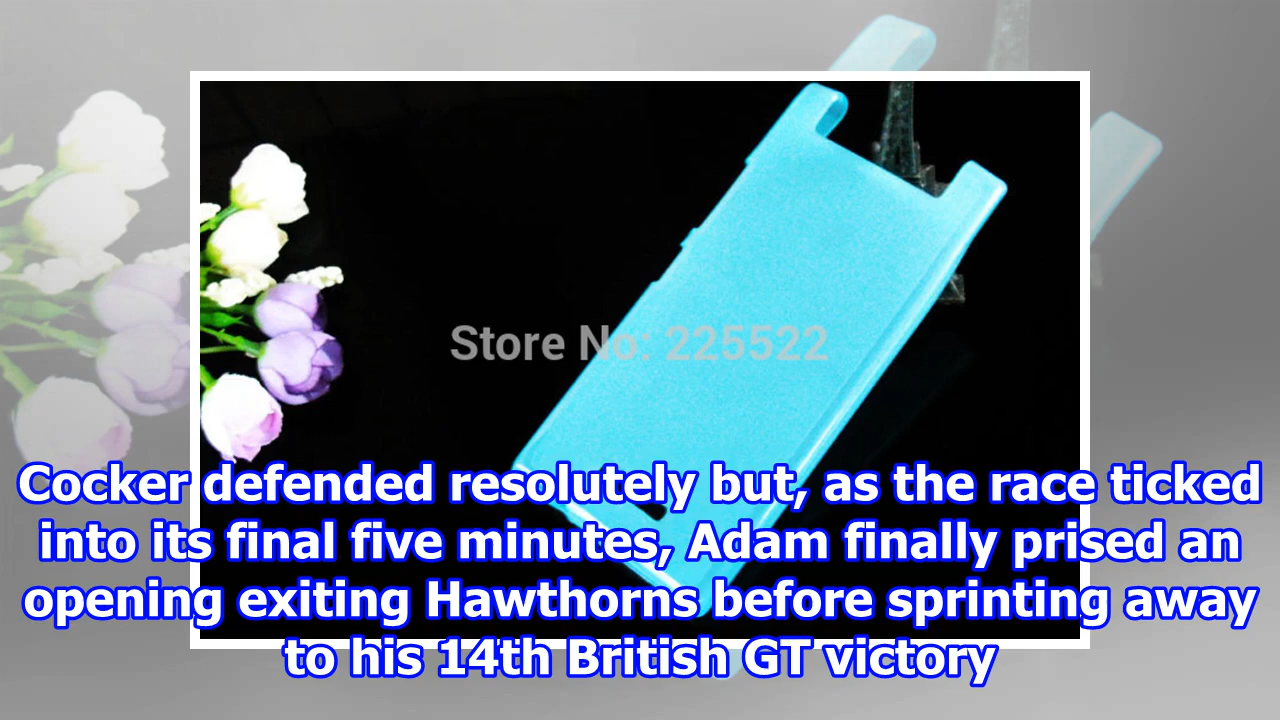 Store No: 225522
Cocker defended resolutely but, as the race ticked
into its final five minutes, Adam finally prised an
opening exiting Hawthorns before sprinting away
to his 14th British GT victory